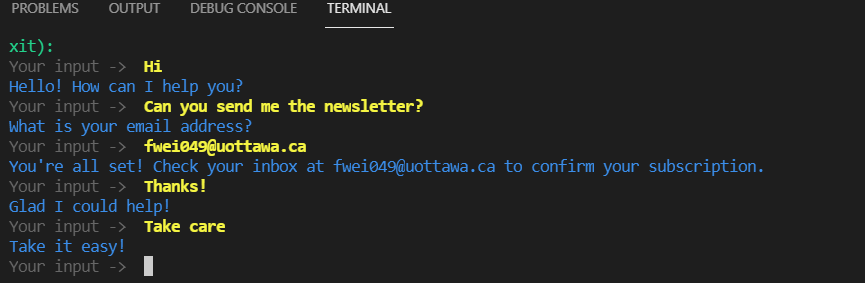 PROBLEMS OUTPUT DEBUG CONSOLE TERMINAL
xit):
Your input -> Hi
Hello! How can I help you?
Your input -> Can you send me the newsletter?
What is your email address?
Your input -> fwei049@uottawa.ca
You're all set! Check your inbox at fwei049@uottawa.ca to confirm your subscription.
Your input -> Thanks!
Glad I could help!
Your input -> Take care
Take it easy!
Your input ->